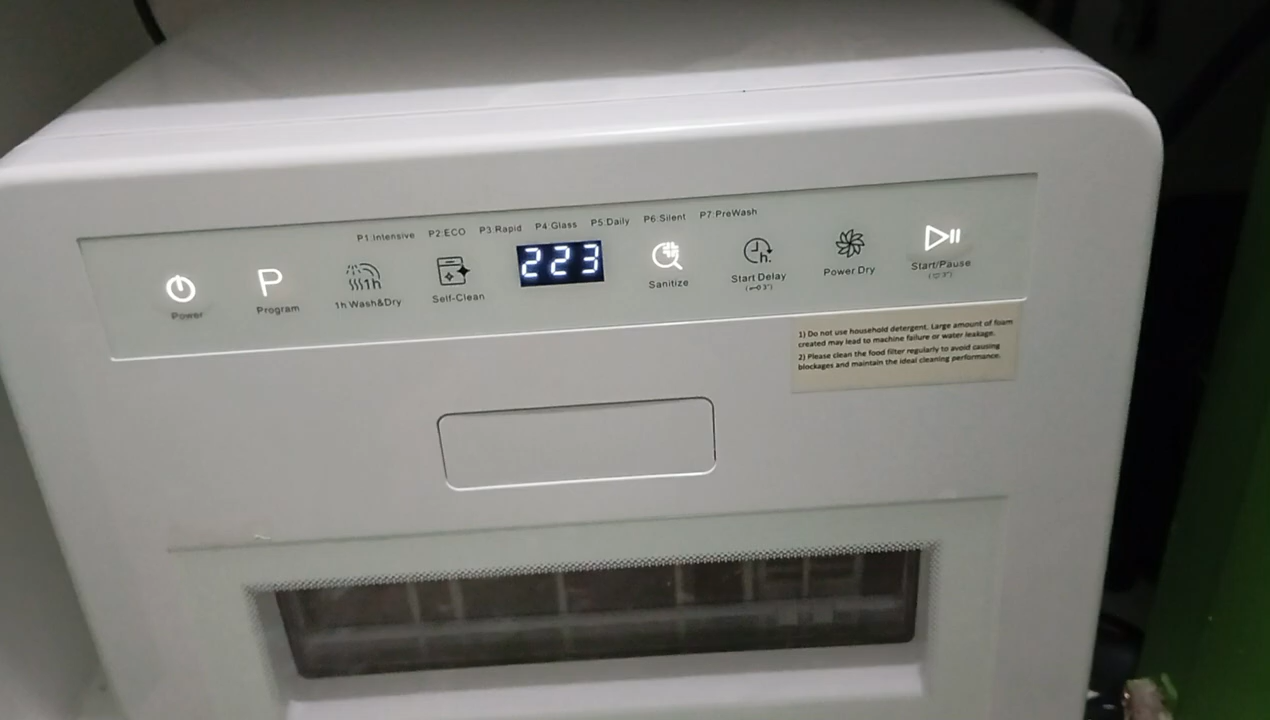 P1:Intensive P2:ECO P3:Rapid P4:Glass P5:Daily P6:Silent P7:PreWash
P 1h 223 h.
Power Program 1h Wash&Dry Self-Clean Sanitize Start Delay Power Dry Start/Pause
1) Do not use household detergent. Large amount of foam
created may lead to machine failure or water leakage.
2) Please clean the food filter regularly to avoid causing
blockages and maintain the ideal cleaning performance.